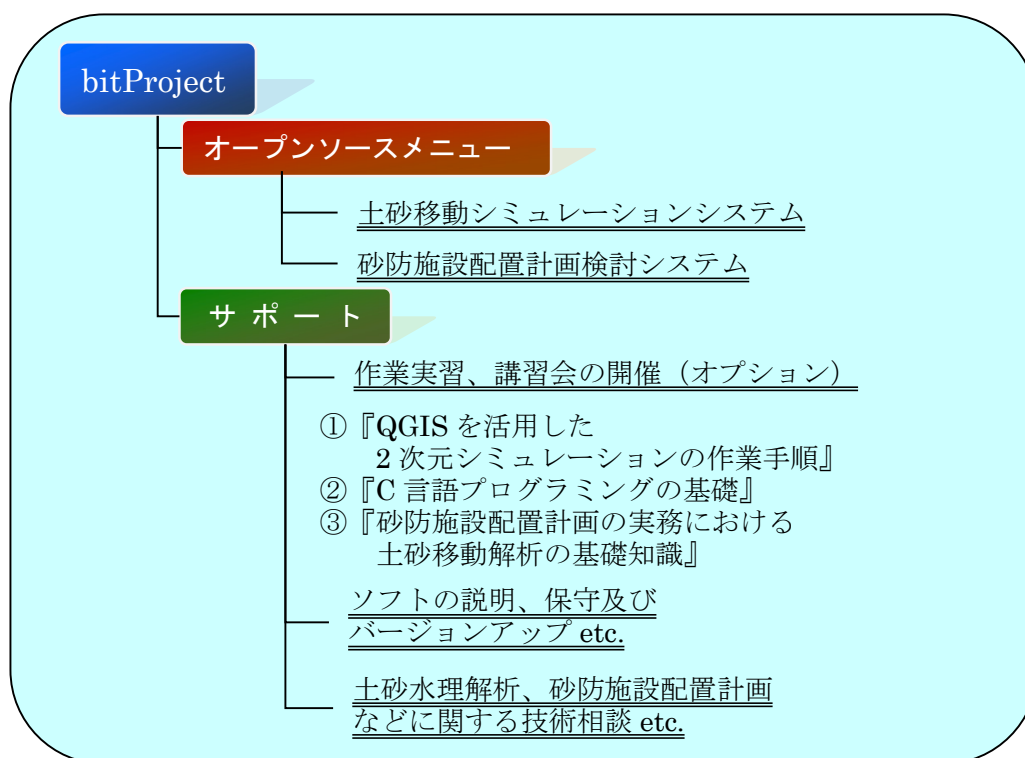 bitProject
オープンソースメニュー
土砂移動シミュレーションシステム
砂防施設配置計画検討システム
サ ポ ー ト
作業実習、講習会の開催（オプション）
①『QGIS を活用した
2 次元シミュレーションの作業手順』
②『C 言語プログラミングの基礎』
③『砂防施設配置計画の実務における
土砂移動解析の基礎知識』
ソフトの説明、保守及び
バージョンアップ etc.
土砂水理解析、砂防施設配置計画
などに関する技術相談 etc.